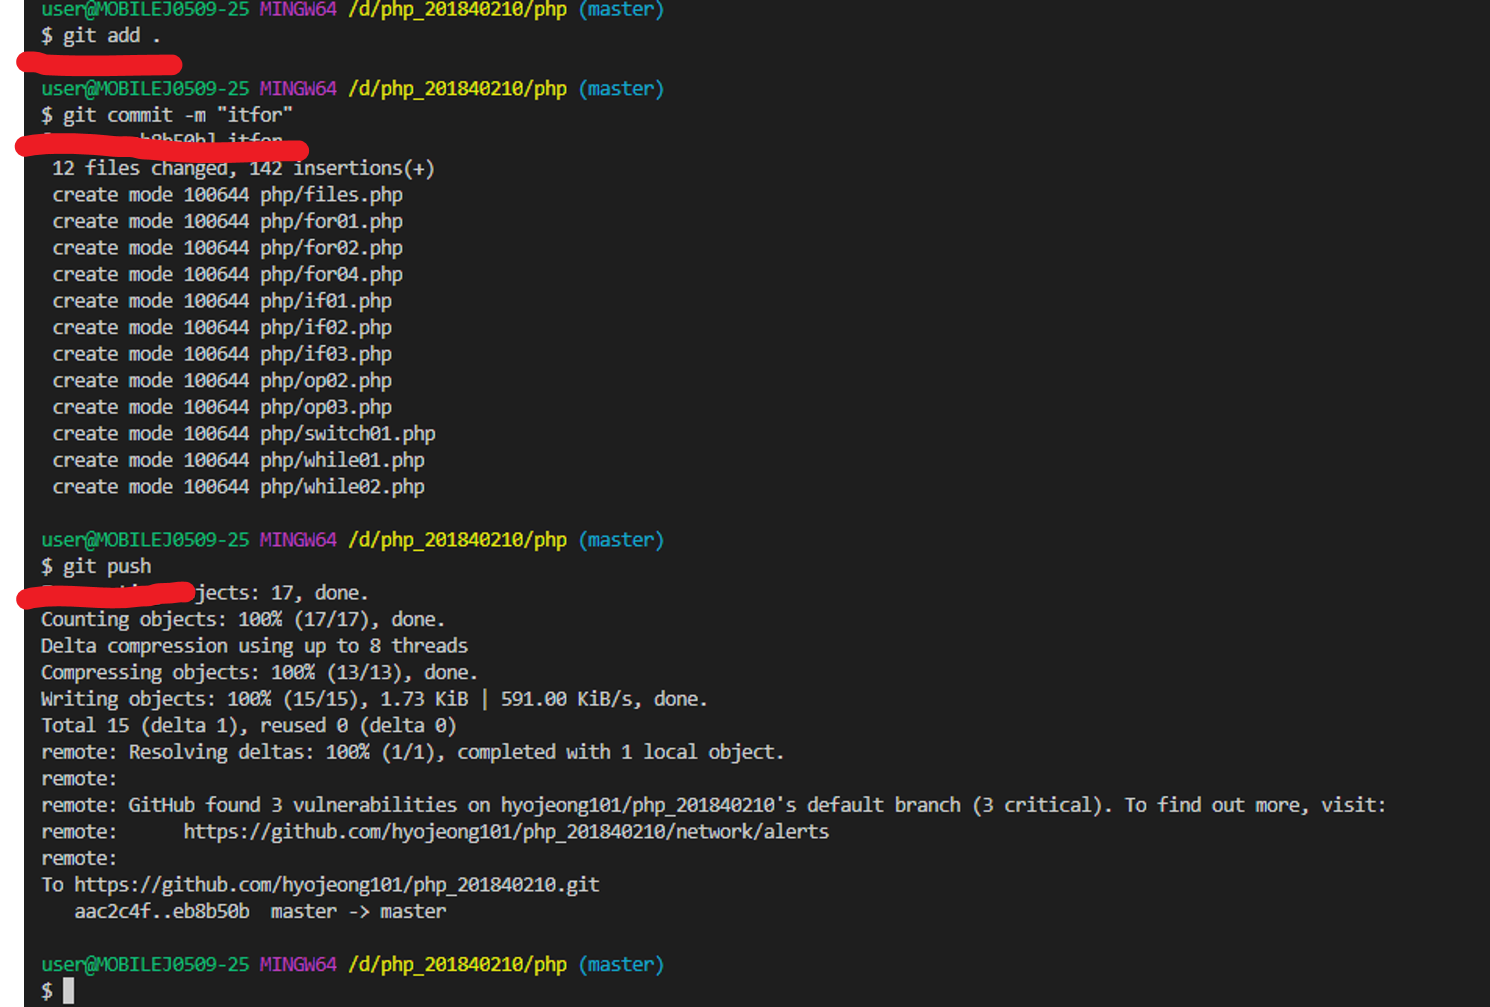 user@MOBILEJ0509-25 MINGW64 /d/php_201840210/php (master)
$ git add .
user@MOBILEJ0509-25 MINGW64 /d/php_201840210/php (master)
$ git commit -m "itfor"
itfor
12 files changed, 142 insertions(+)
create mode 100644 php/files.php
create mode 100644 php/for01.php
create mode 100644 php/for02.php
create mode 100644 php/for04.php
create mode 100644 php/if01.php
create mode 100644 php/if02.php
create mode 100644 php/if03.php
create mode 100644 php/op02.php
create mode 100644 php/op03.php
create mode 100644 php/switch01.php
create mode 100644 php/while01.php
create mode 100644 php/while02.php
user@MOBILEJ0509-25 MINGW64 /d/php_201840210/php (master)
$ git push
17, done.
Counting objects: 100% (17/17), done.
Delta compression using up to 8 threads
Compressing objects: 100% (13/13), done.
Writing objects: 100% (15/15), 1.73 KiB | 591.00 KiB/s, done.
Total 15 (delta 1), reused 0 (delta 0)
remote: Resolving deltas: 100% (1/1), completed with 1 local object.
remote:
remote: GitHub found 3 vulnerabilities on hyojeong101/php_201840210's default branch (3 critical). To find out more, visit:
remote:      https://github.com/hyojeong101/php_201840210/network/alerts
remote:
To https://github.com/hyojeong101/php_201840210.git
   aac2c4f..eb8b50b  master -> master
user@MOBILEJ0509-25 MINGW64 /d/php_201840210/php (master)
$